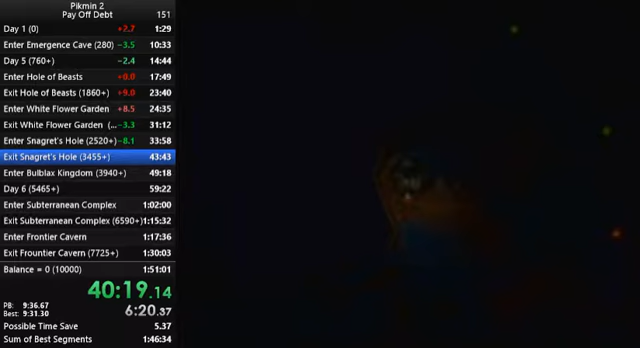 Pikmin 2
Pay Off Debt 151
Day 1 (0) +2.7 1:29
Enter Emergence Cave (280) -3.5 10:33
Day 5 (760+) -2.4 14:44
Enter Hole of Beasts +0.0 17:49
Exit Hole of Beasts (1860+) +9.0 23:40
Enter White Flower Garden +8.5 24:35
Exit White Flower Garden (... -3.3 31:12
Enter Snagret's Hole (2520+) -8.1 33:58
Exit Snagret's Hole (3455+) 43:43
Enter Bulblax Kingdom (3940+) 49:18
Day 6 (5465+) 59:22
Enter Subterranean Complex 1:02:00
Exit Subterranean Complex (6590+) 1:15:32
Enter Frontier Cavern 1:17:36
Exit Frountier Cavern (7725+) 1:30:03
Balance = 0 (10000) 1:51:01
40:19.14
PB: 9:36.67
Best: 9:31.30 6:20.37
Possible Time Save 5.37
Sum of Best Segments 1:46:34